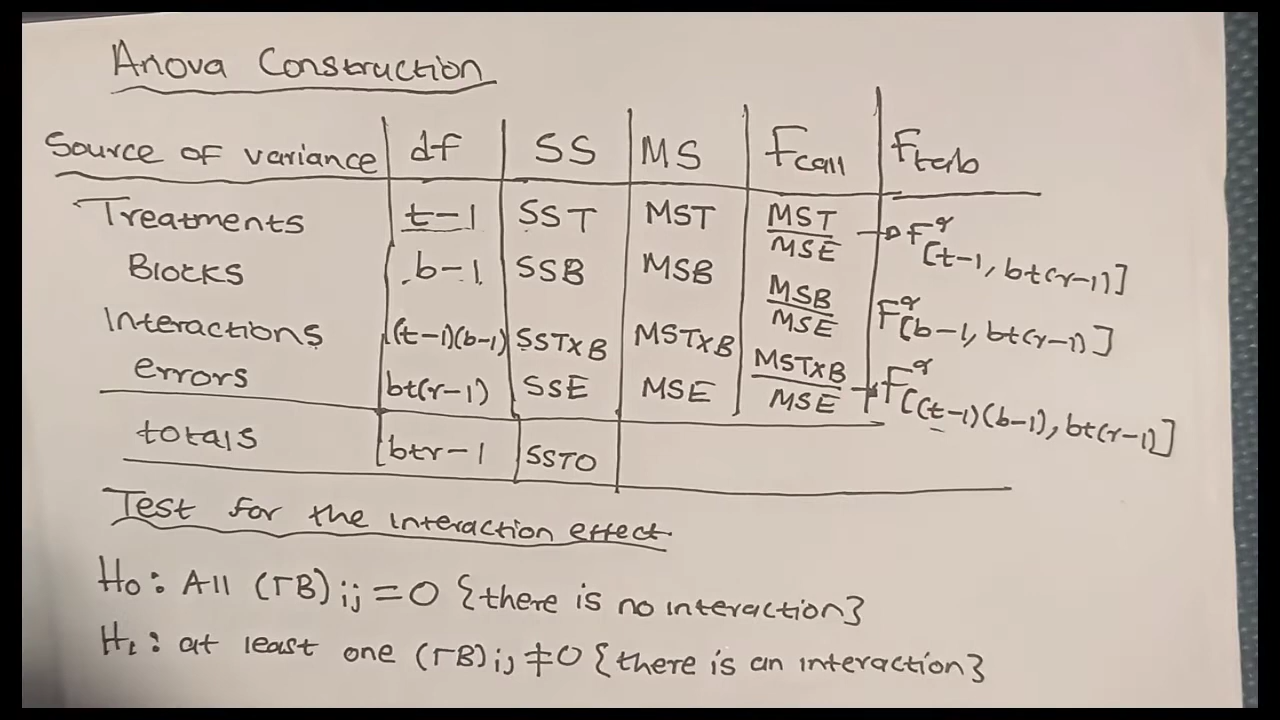 Anova Construction
Source of variance df SS MS Fcall Ftab
Treatments t-1 SST MST MST/MSE → F^α[t-1, bt(r-1)]
Blocks b-1 SSB MSB MSB/MSE F^α[b-1, bt(r-1)]
Interactions (t-1)(b-1) SSTXB MSTXB MSTXB/MSE → F^α[(t-1)(b-1), bt(r-1)]
errors bt(r-1) SSE MSE
totals btr-1 SSTO
Test for the interaction effect
H0: All (ΓB)ij = 0 {there is no interaction}
H1: at least one (ΓB)ij ≠ 0 {there is an interaction}